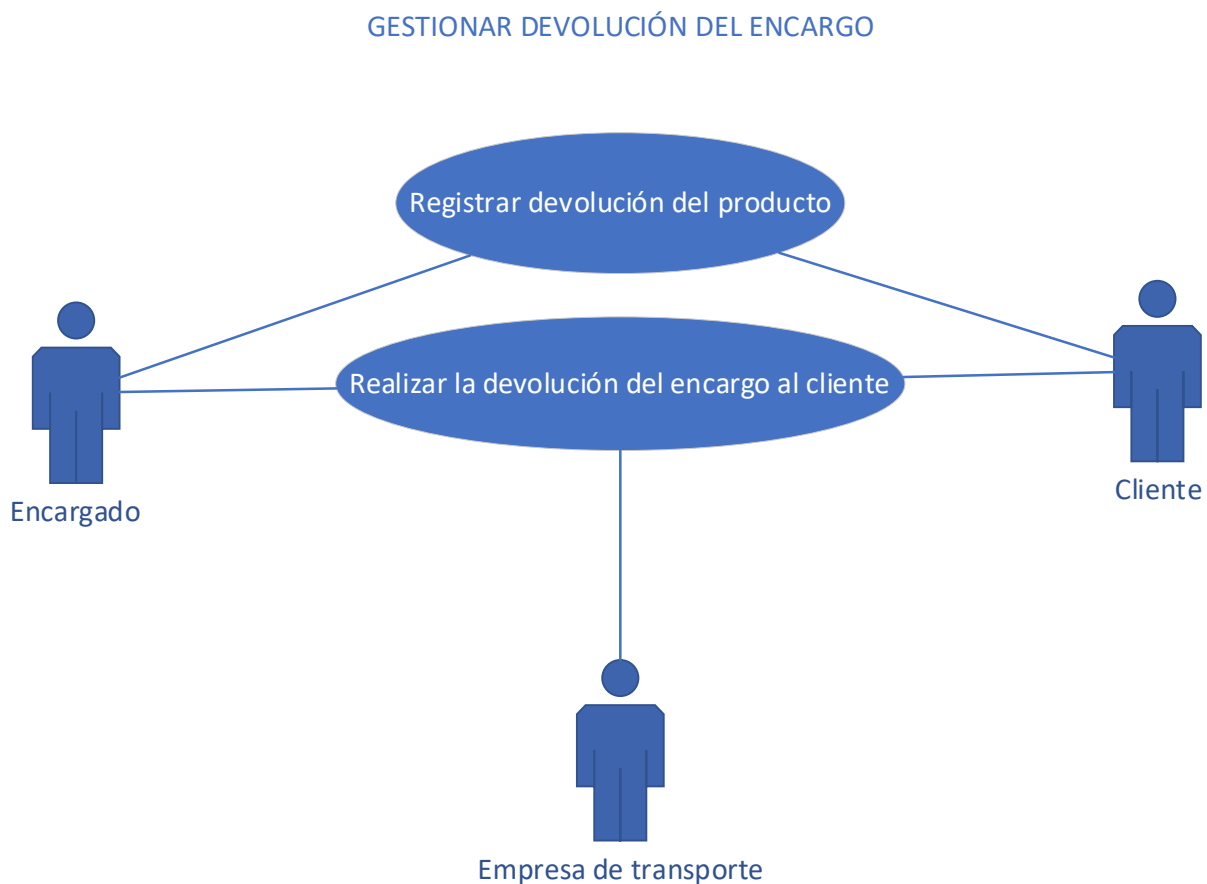 GESTIONAR DEVOLUCIÓN DEL ENCARGO
Registrar devolución del producto
Realizar la devolución del encargo al cliente
Encargado
Cliente
Empresa de transporte